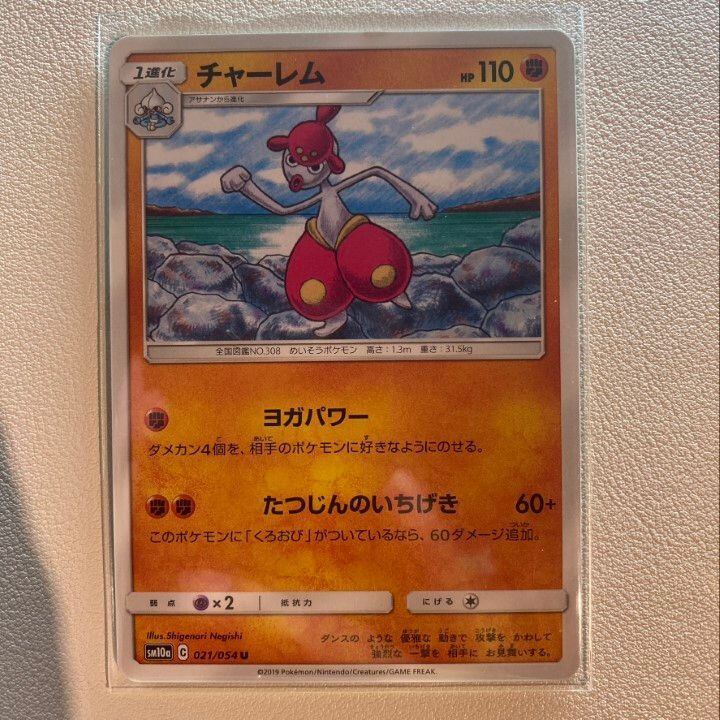 1進化 チャーレム HP 110
アサナンから進化
全国図鑑NO.308 めいそうポケモン 高さ:1.3m 重さ:31.5kg
ヨガパワー
ダメカン4個を、相手のポケモンに好きなようにのせる。
たつじんのいちげき 60+
このポケモンに「くろおび」がついているなら、60ダメージ追加。
弱点 ×2 抵抗力 にげる
Illus.Shigenori Negishi
SM10a C 021/054 U
ダンスの ような 優雅な 動きで 攻撃を かわして
強烈な 一撃を 相手に お見舞いする。
©2019 Pokémon/Nintendo/Creatures/GAME FREAK.